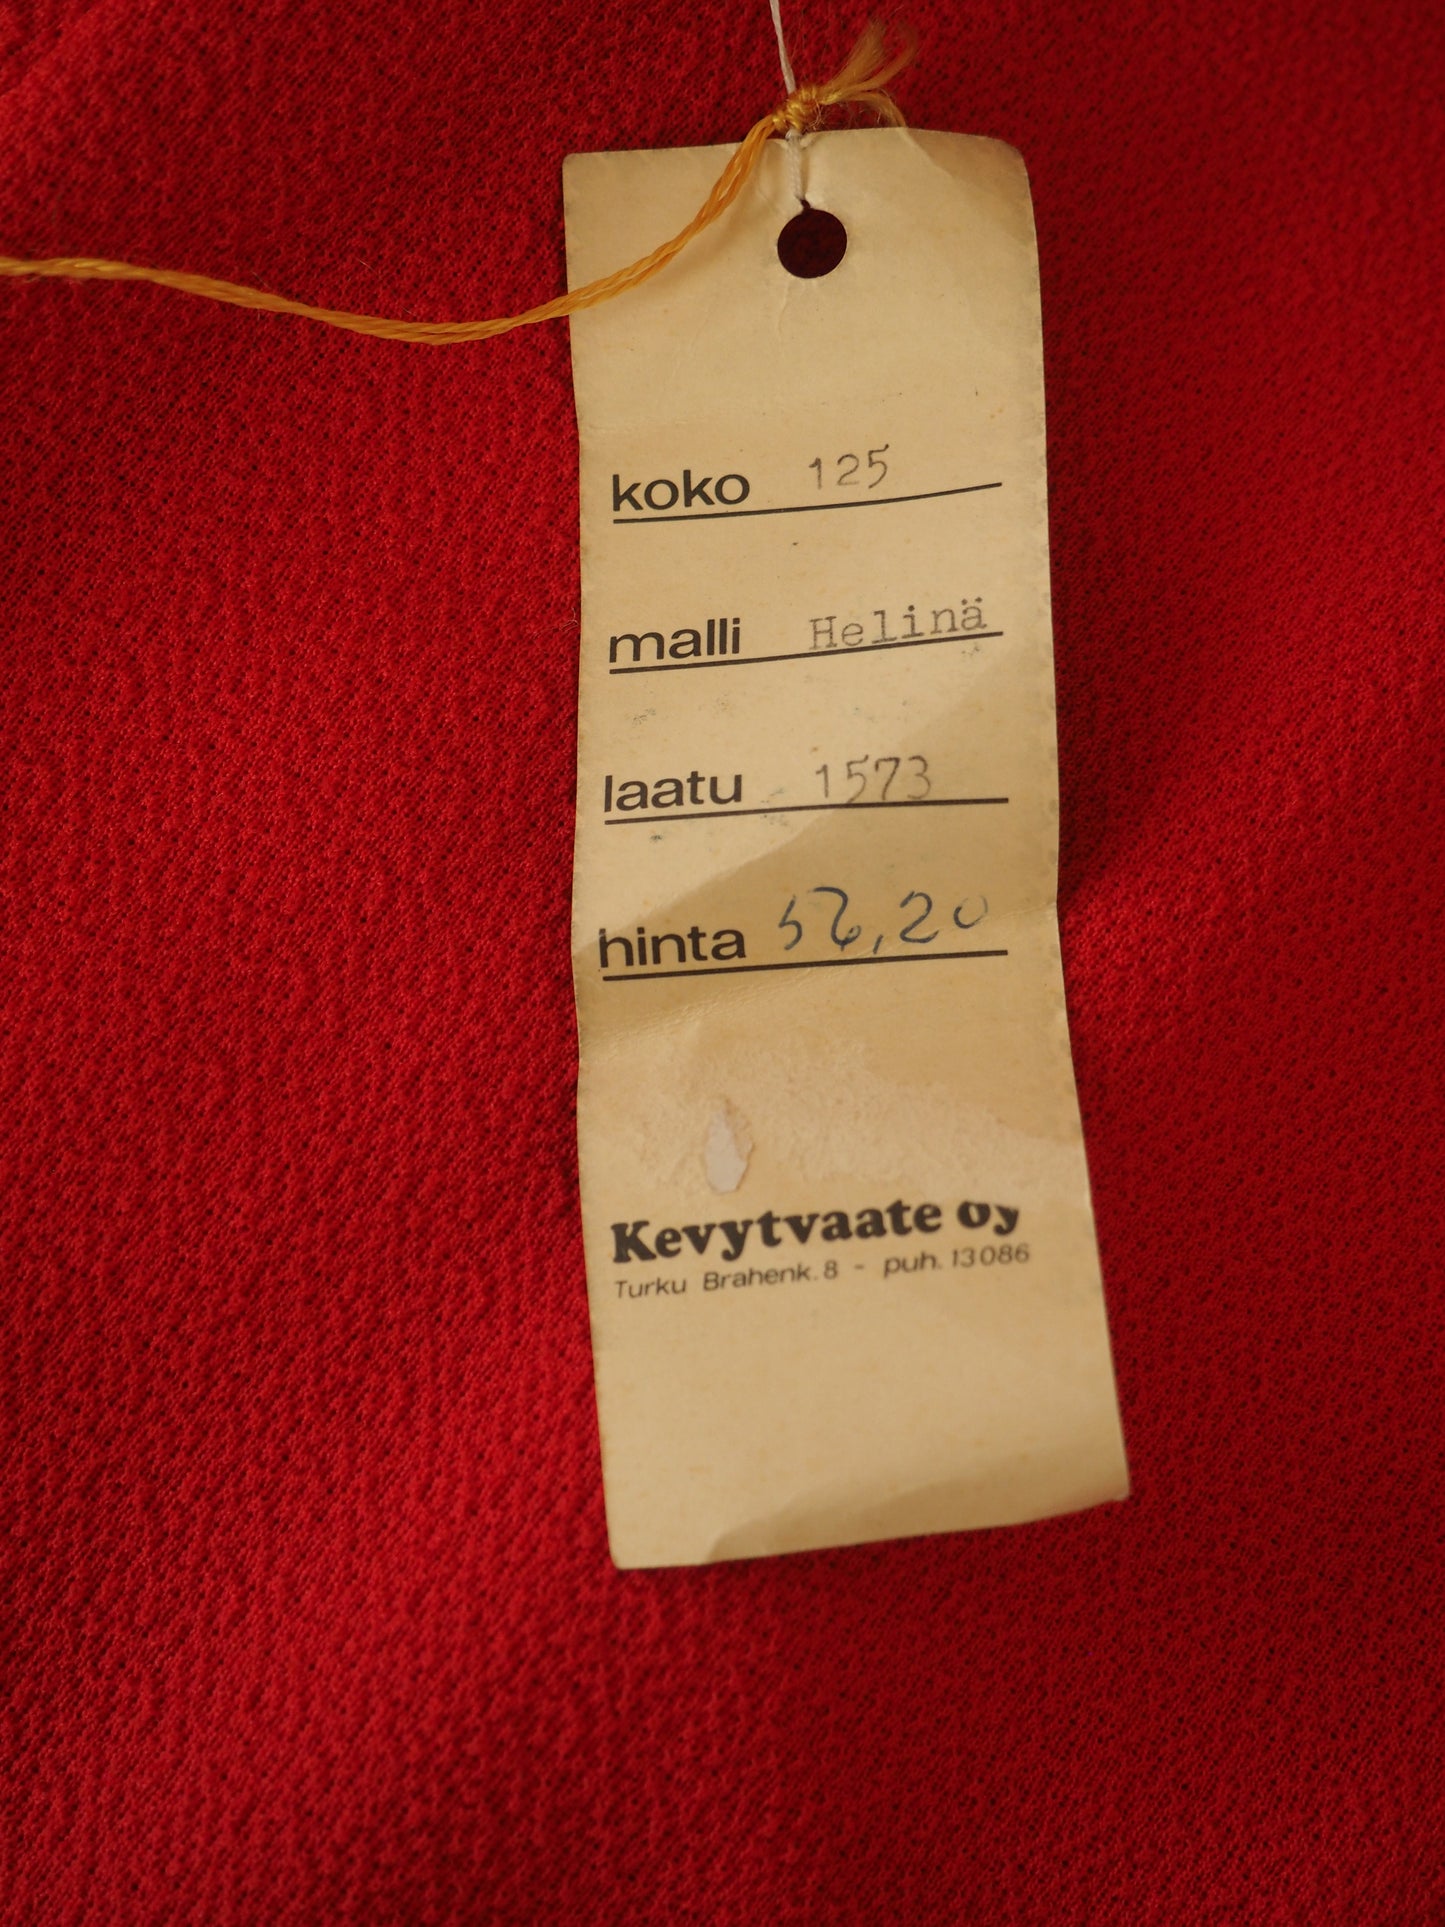 koko 125
malli Helinä
laatu 1573
hinta 56,20
Kevytvaate oy
Turku Brahenk. 8 - puh. 13086